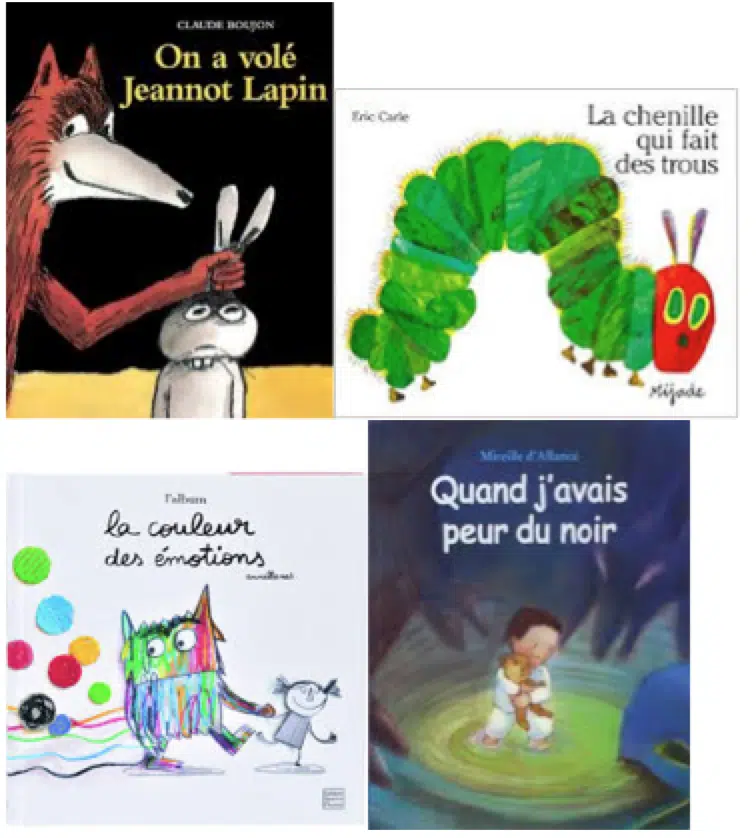 CLAUDE BOUJON
On a volé
Jeannot Lapin
Eric Carle
La chenille
qui fait
des trous
Mijade
l'album
la couleur
des émotions
Mireille d'Allancé
Quand j'avais
peur du noir